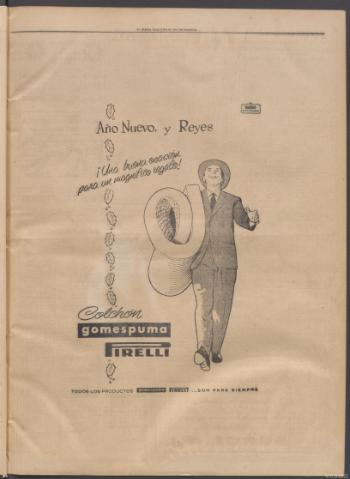 Año Nuevo, y Reyes
¡Una buena ocasión
para un magnífico regalo!
Colchón
gomespuma
PIRELLI
TODOS LOS PRODUCTOS gomespuma PIRELLI ...SON PARA SIEMPRE